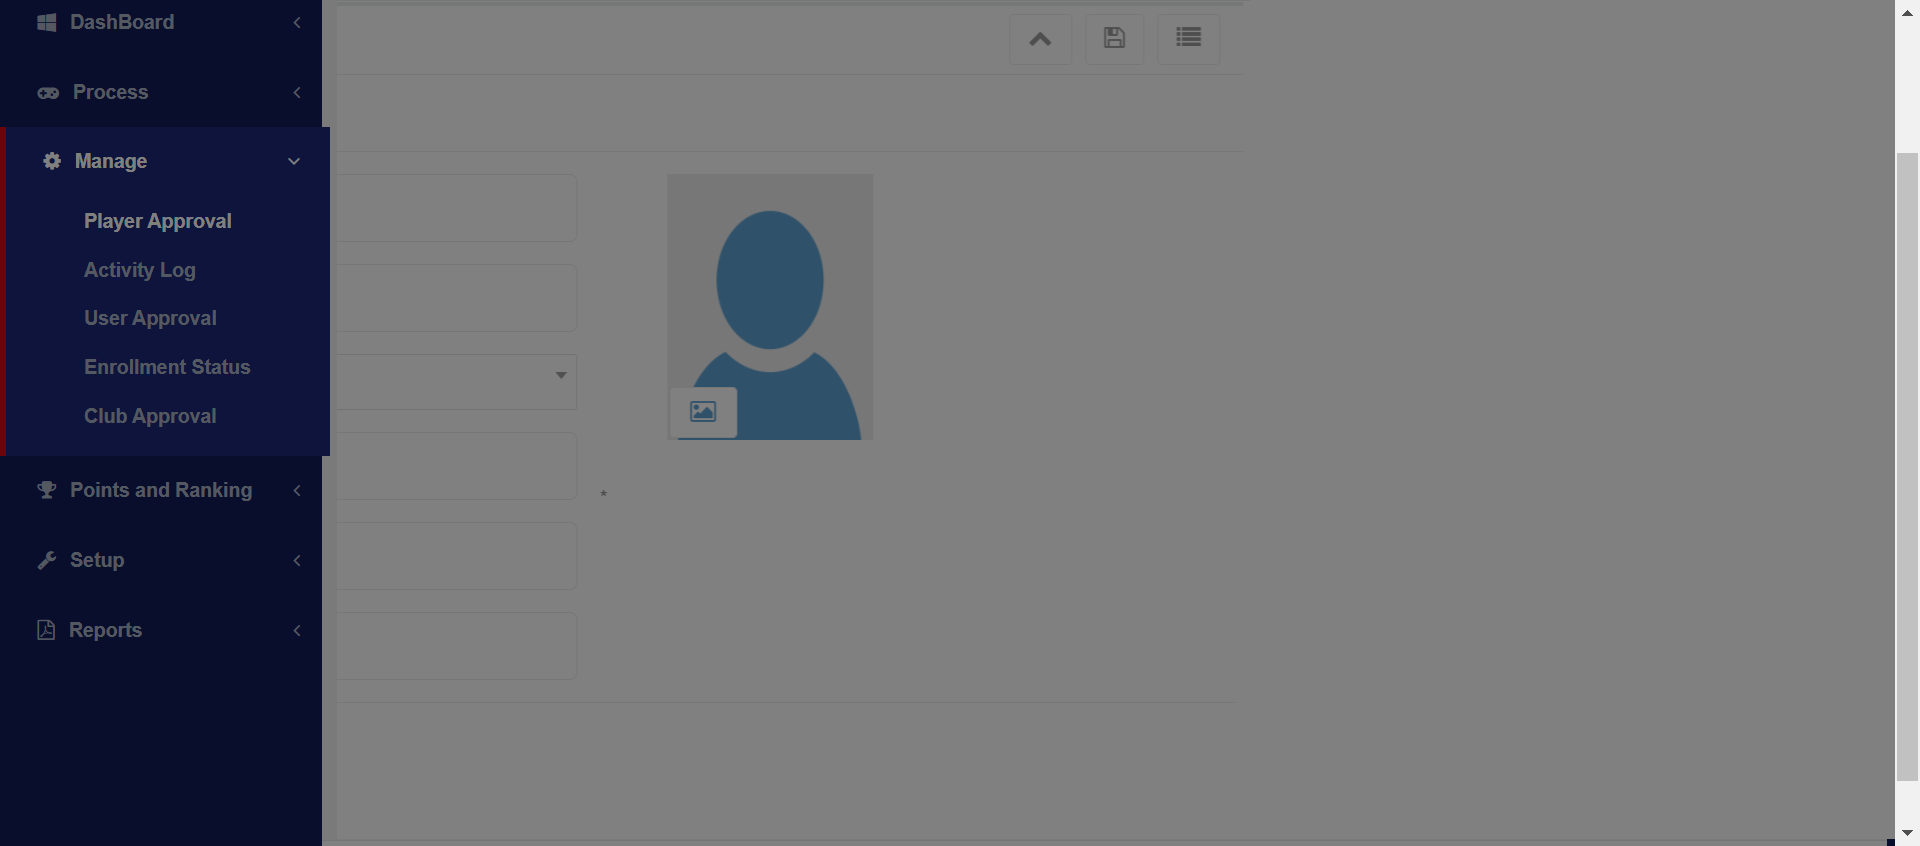 DashBoard
Process
Manage
Player Approval
Activity Log
User Approval
Enrollment Status
Club Approval
Points and Ranking
*
Setup
Reports